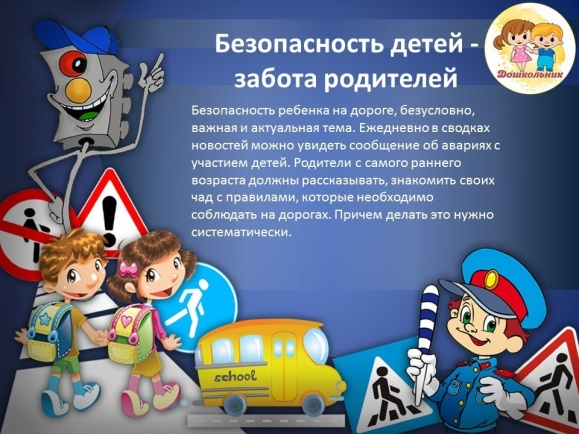 Безопасность детей -
забота родителей
Дошкольник
Безопасность ребенка на дороге, безусловно,
важная и актуальная тема. Ежедневно в сводках
новостей можно увидеть сообщение об авариях с
участием детей. Родители с самого раннего
возраста должны рассказывать, знакомить своих
чад с правилами, которые необходимо
соблюдать на дорогах. Причем делать это нужно
систематически.
school